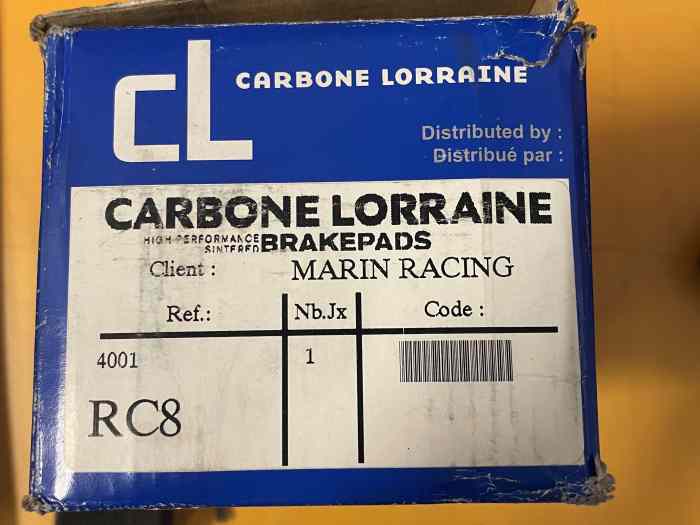 CL CARBONE LORRAINE
Distributed by :
Distribué par :
CARBONE LORRAINE
HIGH PERFORMANCE
SINTERED BRAKEPADS
Client : MARIN RACING
Ref.: Nb.Jx Code :
4001 1
RC8